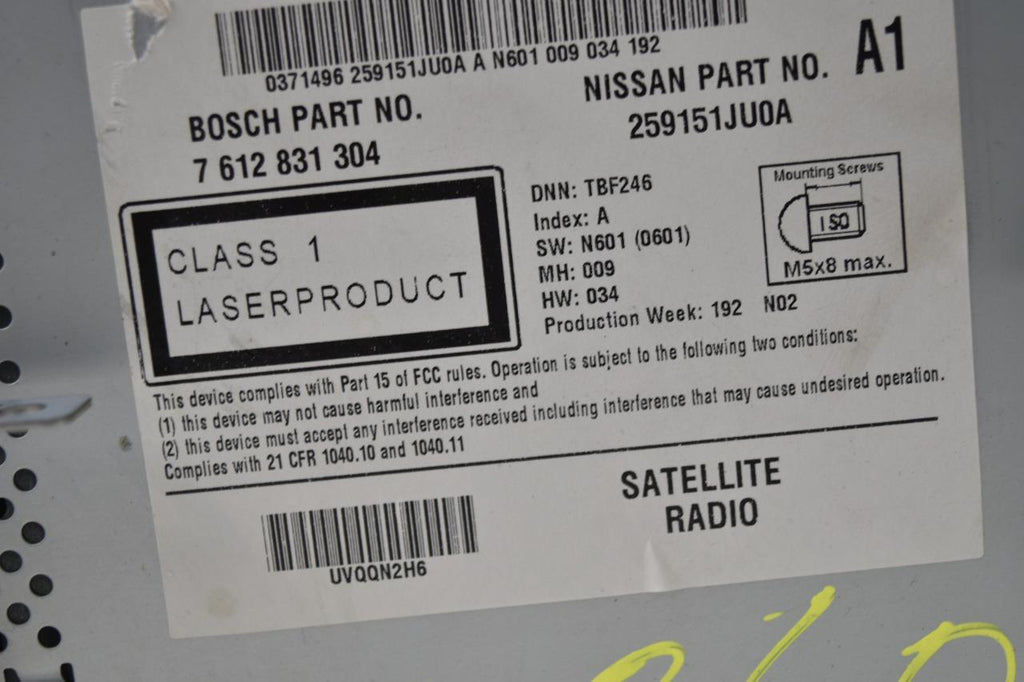 0371496 259151JU0A A N601 009 034 192
A1
BOSCH PART NO.
7 612 831 304
NISSAN PART NO.
259151JU0A
CLASS 1
LASERPRODUCT
DNN: TBF246
Index: A
SW: N601 (0601)
MH: 009
HW: 034
Production Week: 192 N02
Mounting Screws
ISO
M5x8 max.
This device complies with Part 15 of FCC rules. Operation is subject to the following two conditions:
(1) this device may not cause harmful interference and
(2) this device must accept any interference received including interference that may cause undesired operation.
Complies with 21 CFR 1040.10 and 1040.11
UVQQN2H6
SATELLITE
RADIO